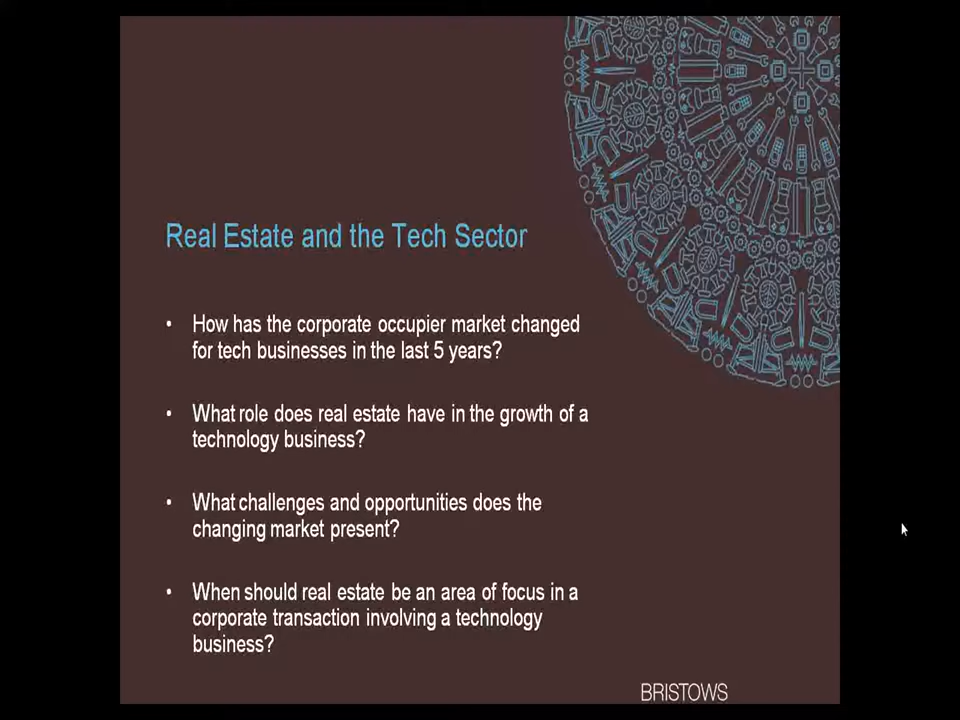 Real Estate and the Tech Sector
• How has the corporate occupier market changed
for tech businesses in the last 5 years?
• What role does real estate have in the growth of a
technology business?
• What challenges and opportunities does the
changing market present?
• When should real estate be an area of focus in a
corporate transaction involving a technology
business?
BRISTOWS